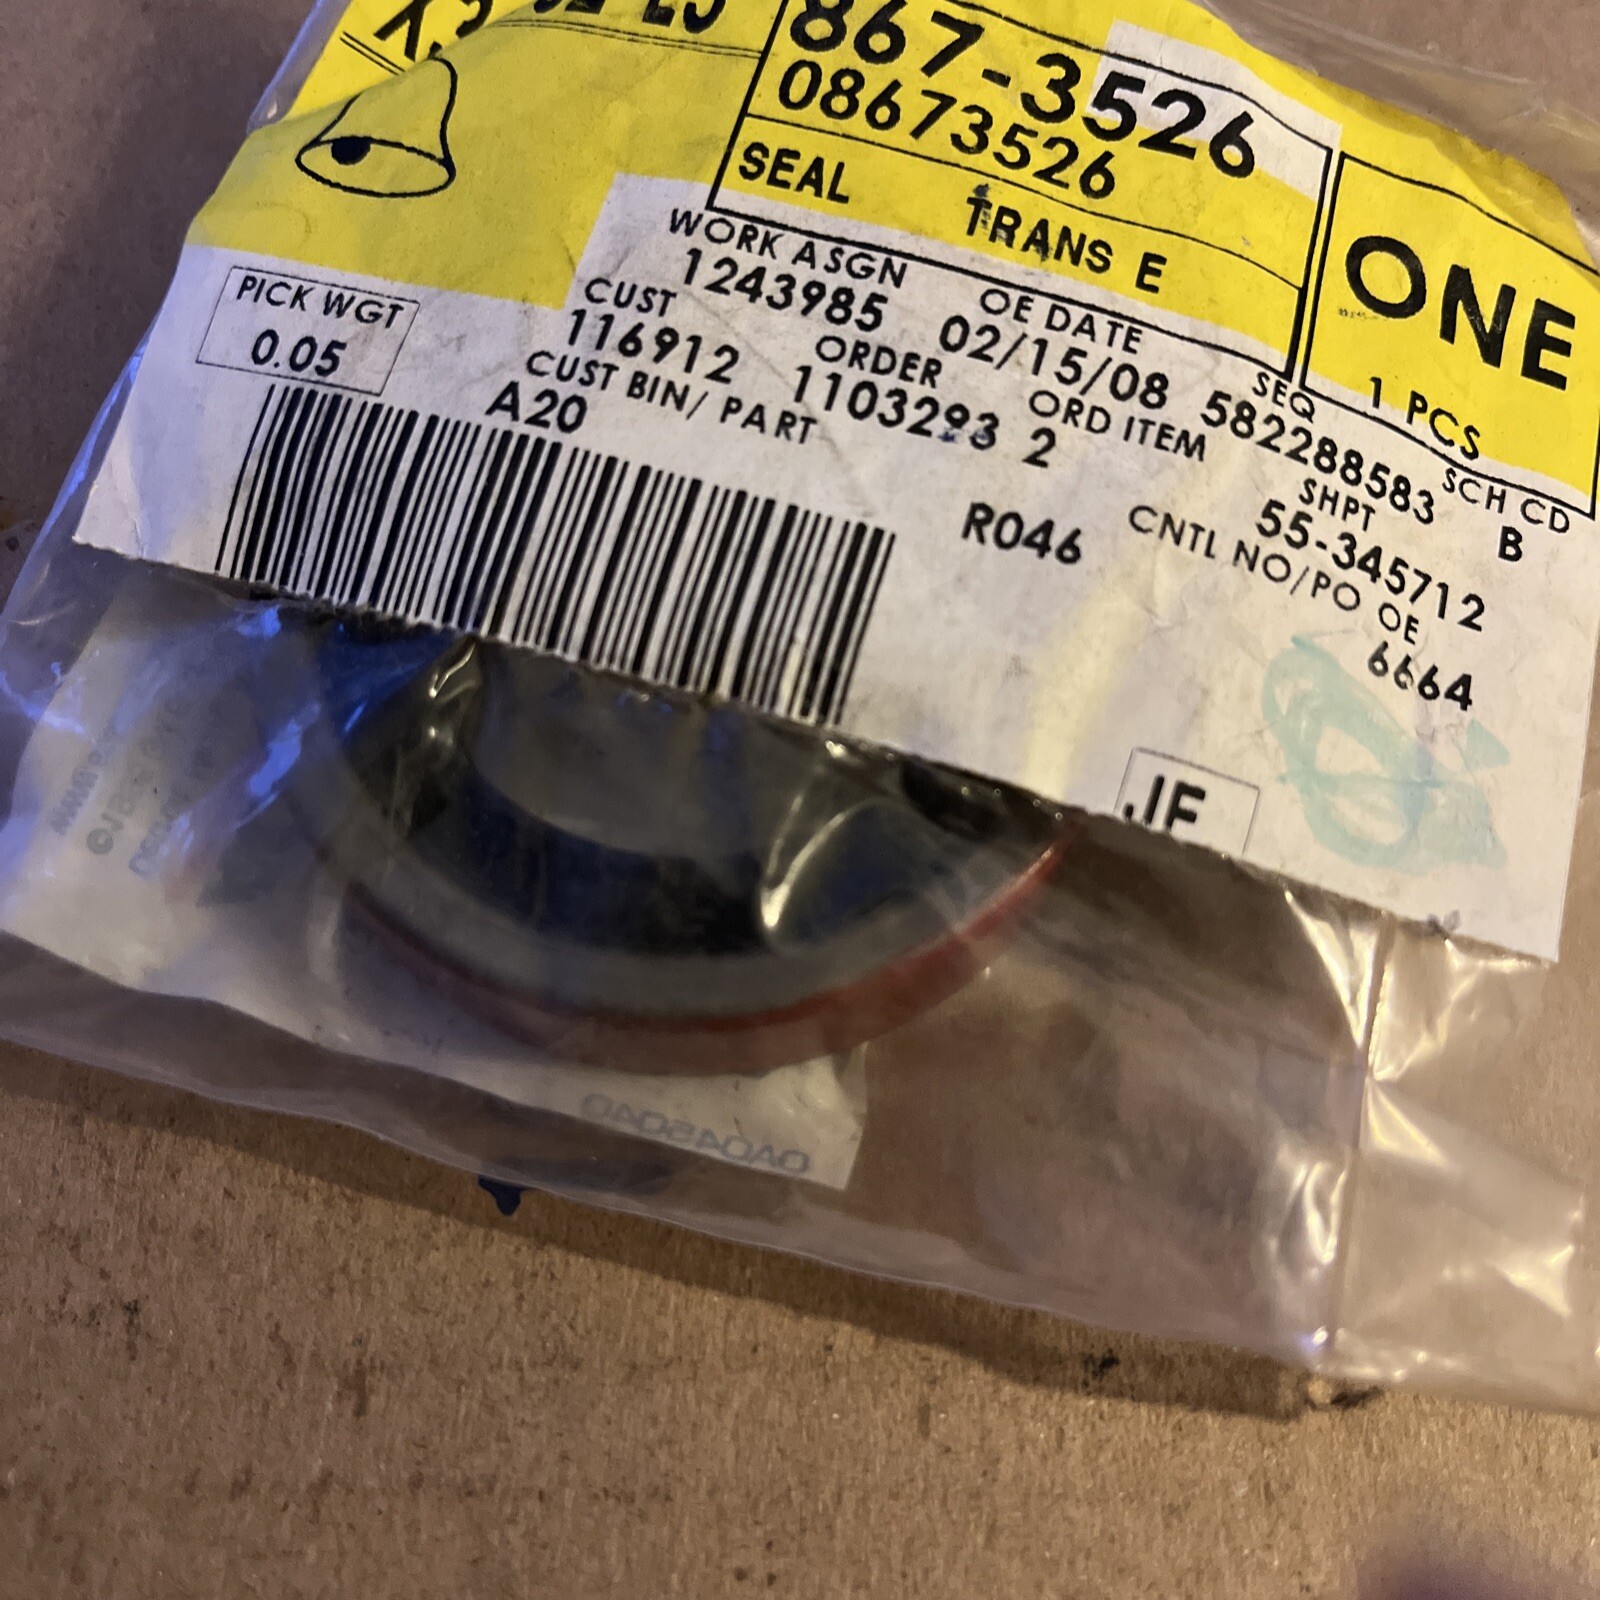 867-3526
08673526
SEAL TRANS E
ONE
1 PCS
WORK ASGN OE DATE SEQ SCH CD
1243985 02/15/08 582288583 B
CUST ORDER ORD ITEM SHPT
116912 1103293 2 55-345712
CUST BIN/ PART CNTL NO/PO OE
A20 R046 6664
PICK WGT
0.05